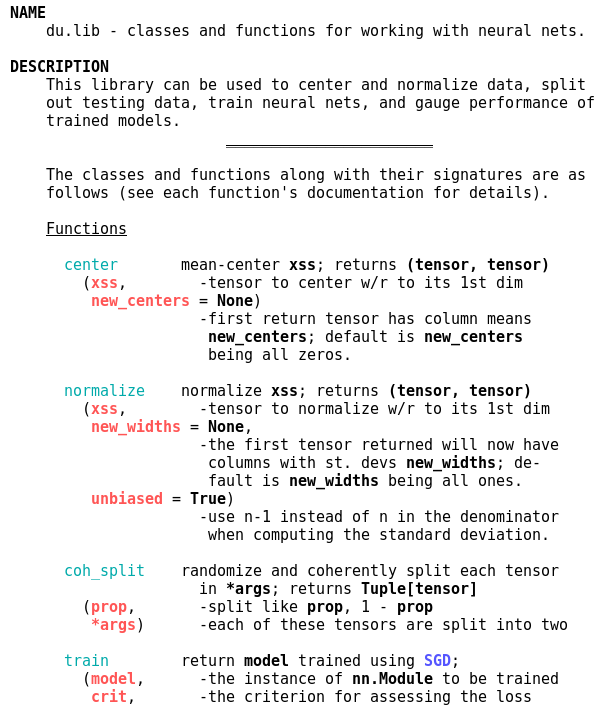 NAME
du.lib - classes and functions for working with neural nets.
DESCRIPTION
This library can be used to center and normalize data, split
out testing data, train neural nets, and gauge performance of
trained models.
The classes and functions along with their signatures are as
follows (see each function's documentation for details).
Functions
center mean-center xss; returns (tensor, tensor)
(xss, -tensor to center w/r to its 1st dim
new_centers = None)
-first return tensor has column means
new_centers; default is new_centers
being all zeros.
normalize normalize xss; returns (tensor, tensor)
(xss, -tensor to normalize w/r to its 1st dim
new_widths = None,
-the first tensor returned will now have
columns with st. devs new_widths; de-
fault is new_widths being all ones.
unbiased = True)
-use n-1 instead of n in the denominator
when computing the standard deviation.
coh_split randomize and coherently split each tensor
in *args; returns Tuple[tensor]
(prop, -split like prop, 1 - prop
*args) -each of these tensors are split into two
train return model trained using SGD;
(model, -the instance of nn.Module to be trained
crit, -the criterion for assessing the loss